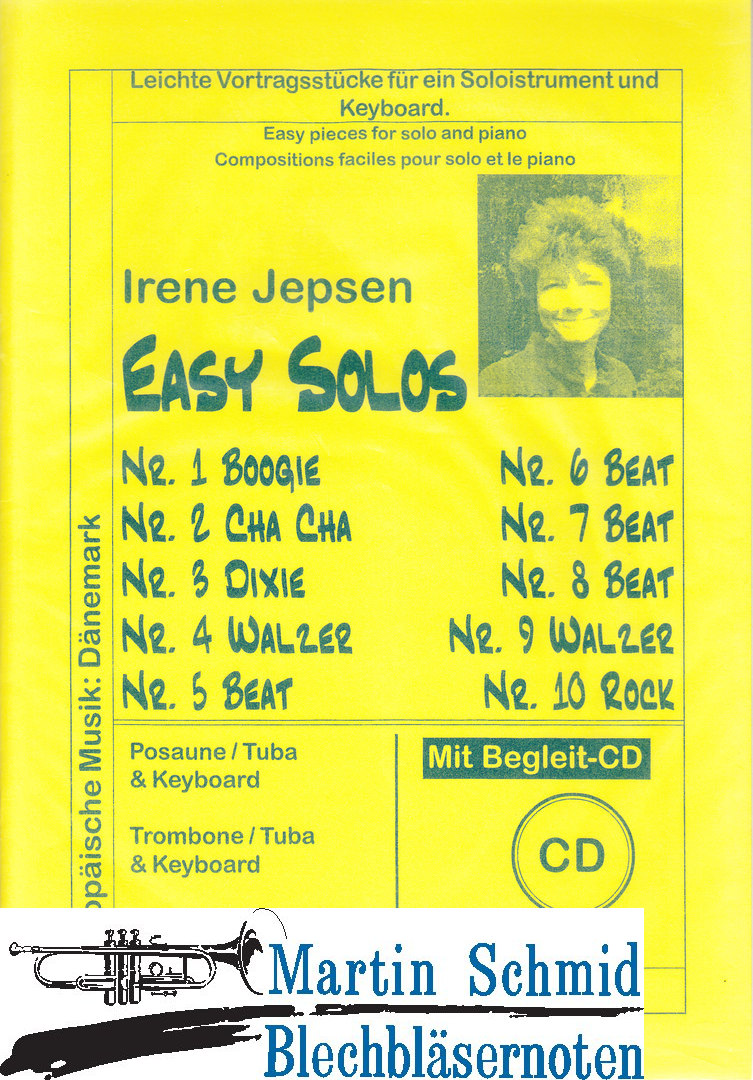 Leichte Vortragsstücke für ein Soloistrument und
Keyboard.
Easy pieces for solo and piano
Compositions faciles pour solo et le piano
Irene Jepsen
EASY SOLOS
NR. 1 BOOGIE
NR. 2 CHA CHA
NR. 3 DIXIE
NR. 4 WALZER
NR. 5 BEAT
NR. 6 BEAT
NR. 7 BEAT
NR. 8 BEAT
NR. 9 WALZER
NR. 10 ROCK
opäische Musik: Dänemark
Posaune / Tuba
& Keyboard
Trombone / Tuba
& Keyboard
Mit Begleit-CD
CD
Martin Schmid
Blechbläsernoten